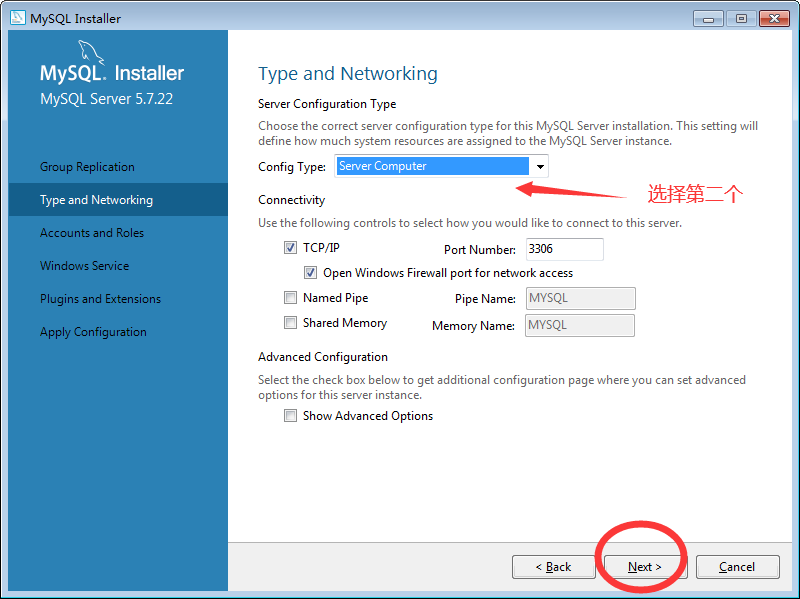 MySQL Installer
MySQL. Installer
MySQL Server 5.7.22
Group Replication
Type and Networking
Accounts and Roles
Windows Service
Plugins and Extensions
Apply Configuration
Type and Networking
Server Configuration Type
Choose the correct server configuration type for this MySQL Server installation. This setting will
define how much system resources are assigned to the MySQL Server instance.
Config Type: Server Computer
选择第二个
Connectivity
Use the following controls to select how you would like to connect to this server.
TCP/IP Port Number: 3306
Open Windows Firewall port for network access
Named Pipe Pipe Name: MYSQL
Shared Memory Memory Name: MYSQL
Advanced Configuration
Select the check box below to get additional configuration page where you can set advanced
options for this server instance.
Show Advanced Options
< Back Next > Cancel